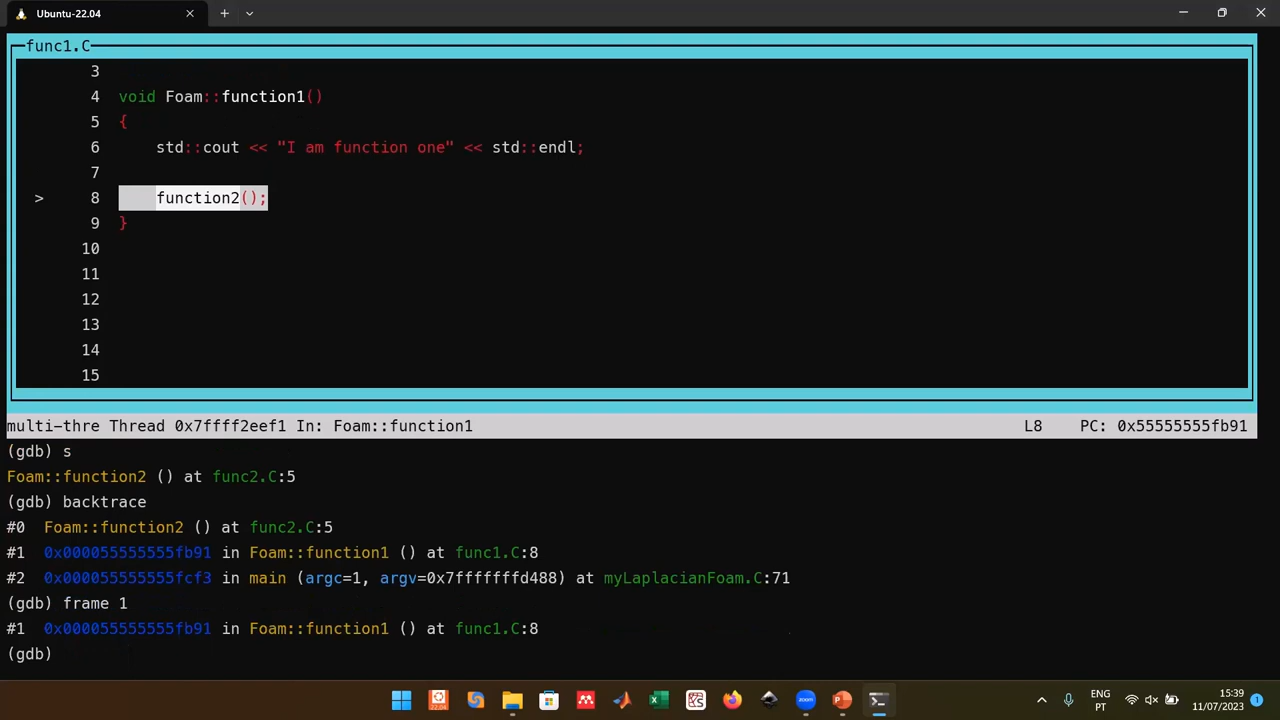 Ubuntu-22.04
func1.C
3
4 void Foam::function1()
5 {
6 std::cout << "I am function one" << std::endl;
7
> 8 function2();
9 }
10
11
12
13
14
15
multi-thre Thread 0x7ffff2eef1 In: Foam::function1 L8 PC: 0x55555555fb91
(gdb) s
Foam::function2 () at func2.C:5
(gdb) backtrace
#0 Foam::function2 () at func2.C:5
#1 0x000055555555fb91 in Foam::function1 () at func1.C:8
#2 0x000055555555fcf3 in main (argc=1, argv=0x7fffffffd488) at myLaplacianFoam.C:71
(gdb) frame 1
#1 0x000055555555fb91 in Foam::function1 () at func1.C:8
(gdb)
22.04
zoom
ENG
PT
15:39
11/07/2023
1